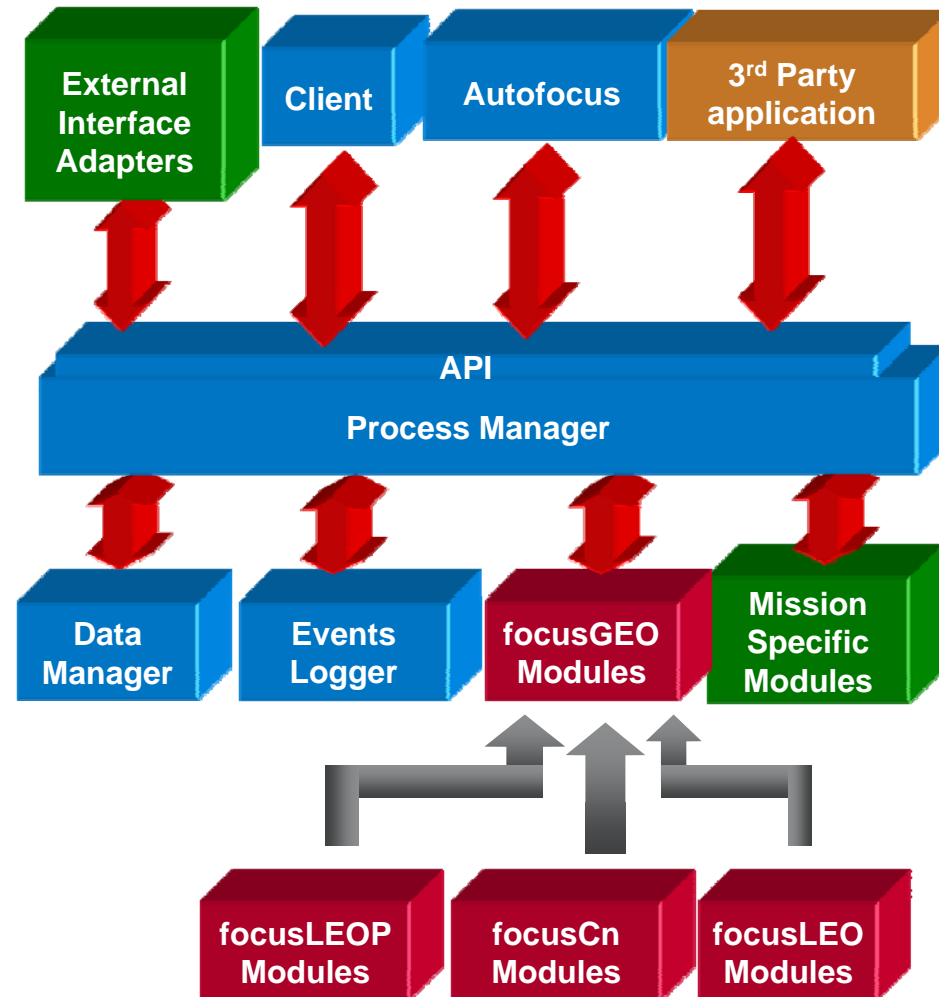 External
Interface
Adapters
Client
Autofocus
3rd Party
application
API
Process Manager
Data
Manager
Events
Logger
focusGEO
Modules
Mission
Specific
Modules
focusLEOP
Modules
focusCn
Modules
focusLEO
Modules